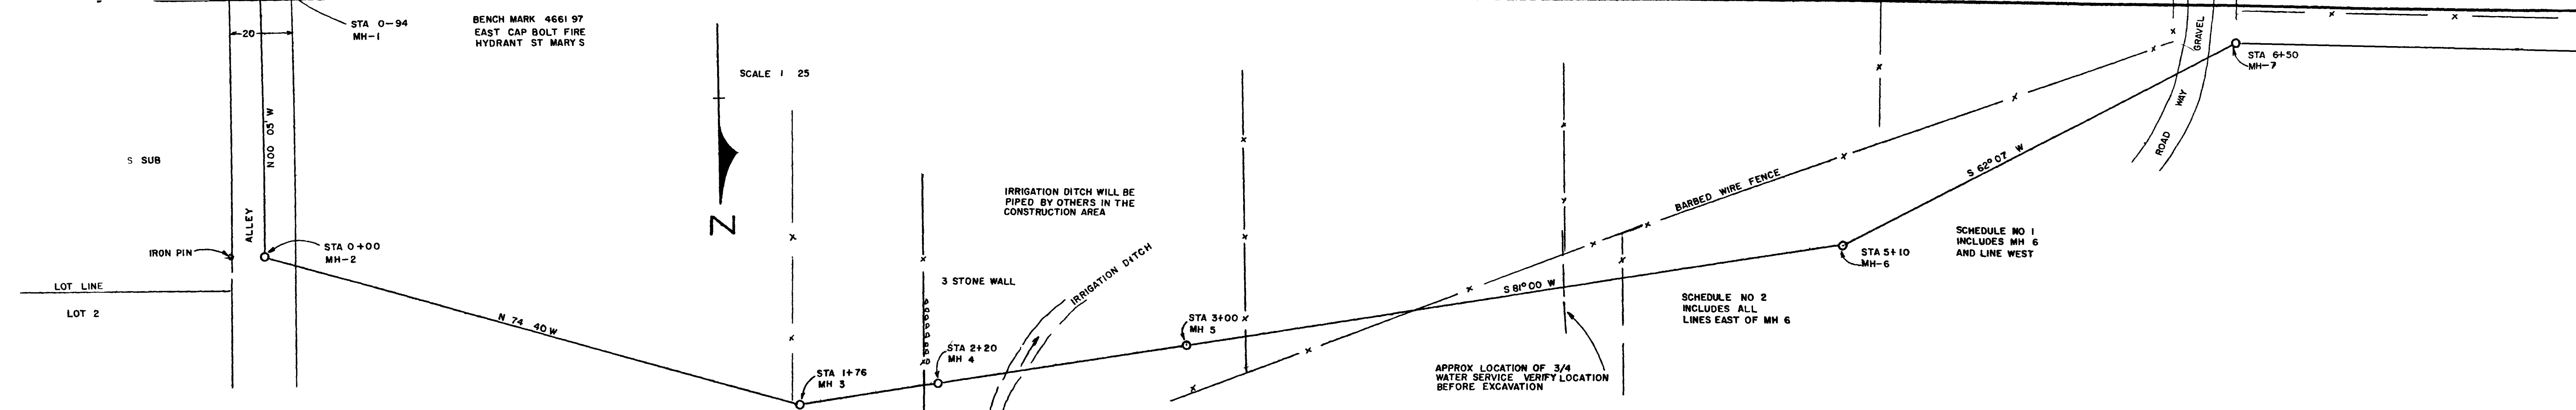 STA 0-94
MH-1
20
BENCH MARK 4661 97
EAST CAP BOLT FIRE
HYDRANT ST MARY S
SCALE 1 25
N
N 00 05' W
S SUB
ALLEY
IRON PIN
STA 0+00
MH-2
LOT LINE
LOT 2
N 74 40 W
STA 1+76
MH 3
3 STONE WALL
STA 2+20
MH 4
IRRIGATION DITCH WILL BE
PIPED BY OTHERS IN THE
CONSTRUCTION AREA
IRRIGATION DITCH
STA 3+00
MH 5
S 81° 00 W
BARBED WIRE FENCE
APPROX LOCATION OF 3/4
WATER SERVICE VERIFY LOCATION
BEFORE EXCAVATION
SCHEDULE NO 2
INCLUDES ALL
LINES EAST OF MH 6
STA 5+10
MH-6
SCHEDULE NO 1
INCLUDES MH 6
AND LINE WEST
S 62° 07 W
GRAVEL
ROAD WAY
STA 6+50
MH-7